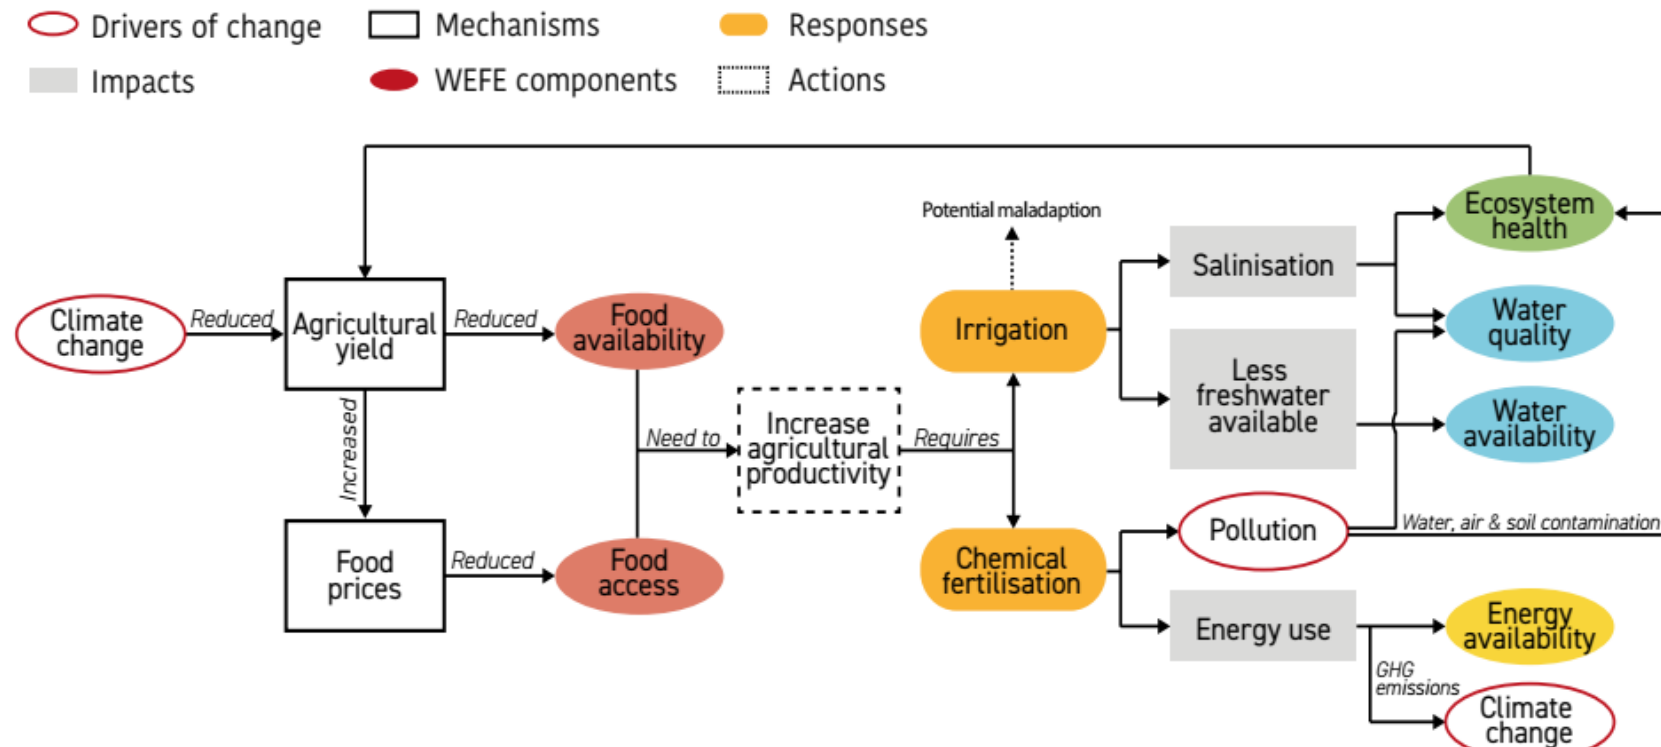 Drivers of change
Mechanisms
Responses
Impacts
WEFE components
Actions
Climate
change
Reduced
Agricultural
yield
Reduced
Food
availability
Increased
Food
prices
Reduced
Food
access
Need to
Increase
agricultural
productivity
Requires
Potential maladaption
Irrigation
Chemical
fertilisation
Salinisation
Less
freshwater
available
Pollution
Energy use
Ecosystem
health
Water
quality
Water
availability
Water, air & soil contamination
Energy
availability
GHG
emissions
Climate
change